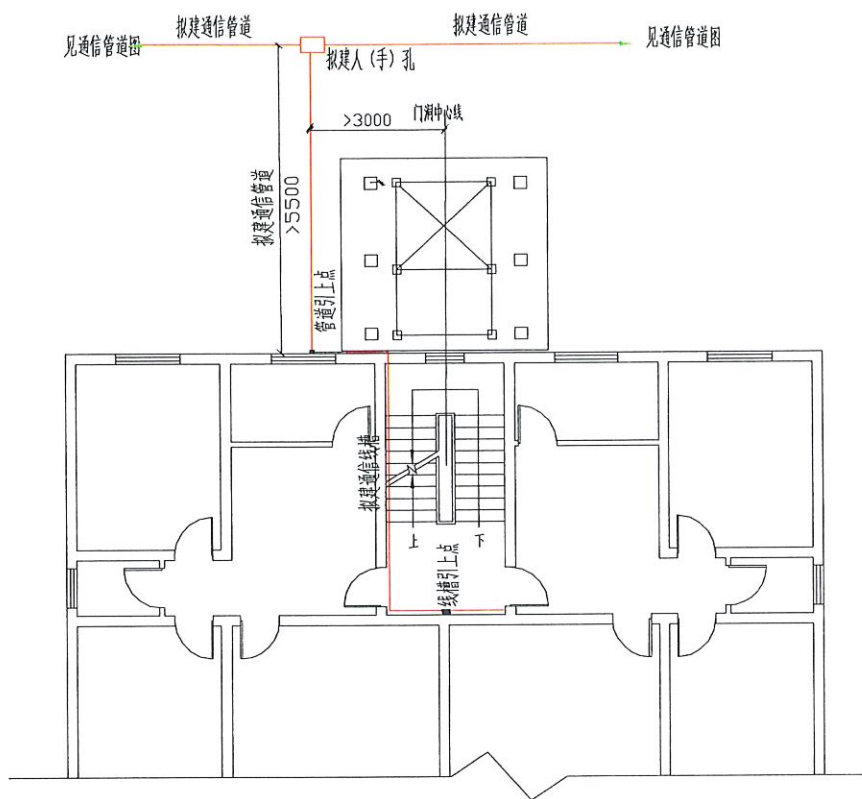 拟建通信管道
拟建通信管道
见通信管道图
见通信管道图
拟建人（手）孔
>3000
门洞中心线
拟建通信管道
>5500
管道引上点
拟建通信线槽
上
下
线槽引上点